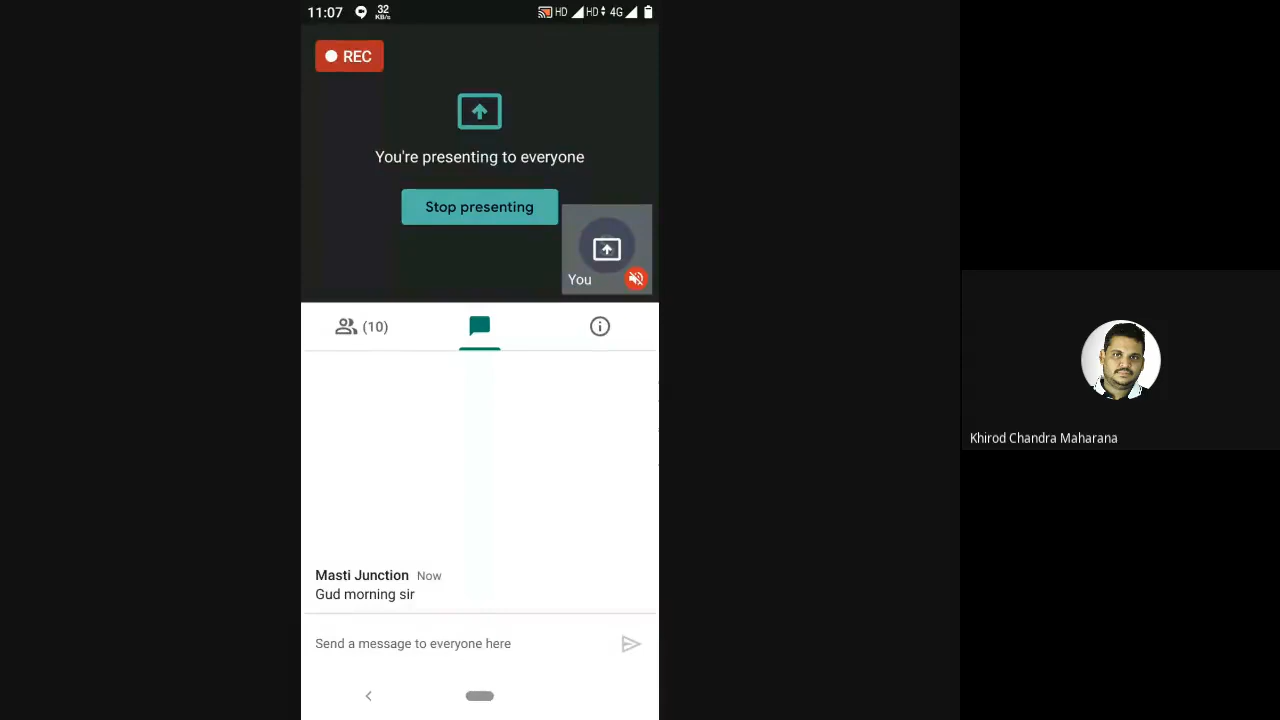 11:07 32 KB/s HD HD 4G
REC
You're presenting to everyone
Stop presenting
You
(10)
Masti Junction Now
Gud morning sir
Send a message to everyone here
Khirod Chandra Maharana